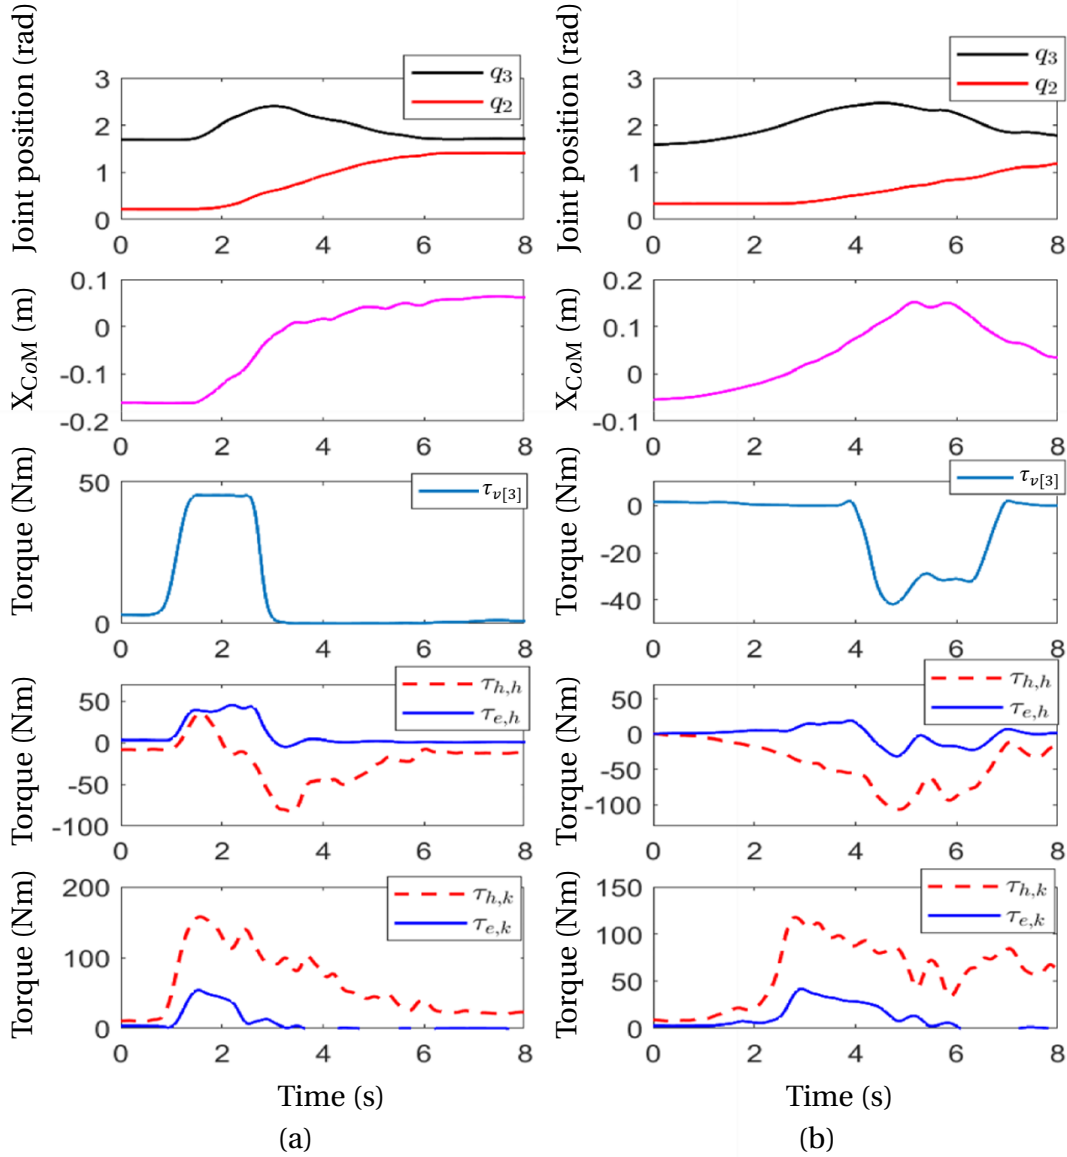 Joint position (rad)
q3
q2
3
2
1
0
0 2 4 6 8
X_CoM (m)
0.1
0
-0.1
-0.2
0 2 4 6 8
Torque (Nm)
τv[3]
50
0
0 2 4 6 8
Torque (Nm)
τh,h
τe,h
50
0
-50
-100
0 2 4 6 8
Torque (Nm)
τh,k
τe,k
200
100
0
0 2 4 6 8
Time (s)
(a)
Joint position (rad)
q3
q2
3
2
1
0
0 2 4 6 8
X_CoM (m)
0.2
0.1
0
-0.1
0 2 4 6 8
Torque (Nm)
τv[3]
0
-20
-40
0 2 4 6 8
Torque (Nm)
τh,h
τe,h
50
0
-50
-100
0 2 4 6 8
Torque (Nm)
τh,k
τe,k
150
100
50
0
0 2 4 6 8
Time (s)
(b)